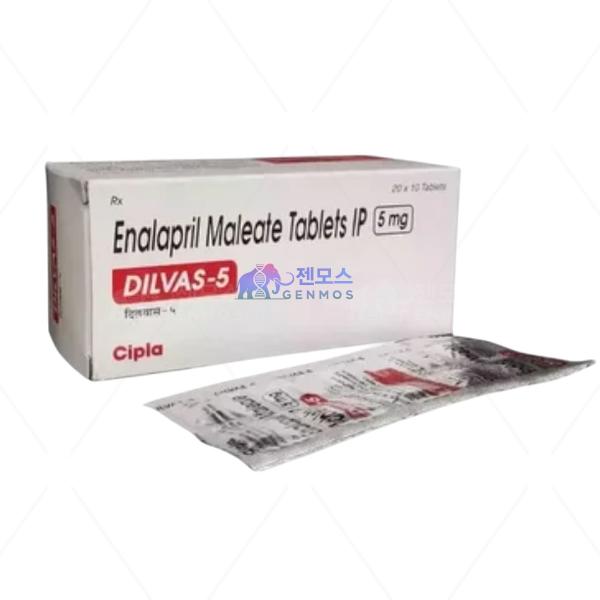 Rx
20 x 10 Tablets
Enalapril Maleate Tablets IP 5 mg
DILVAS-5
दिलवास - ५
Cipla
젠모스
GENMOS